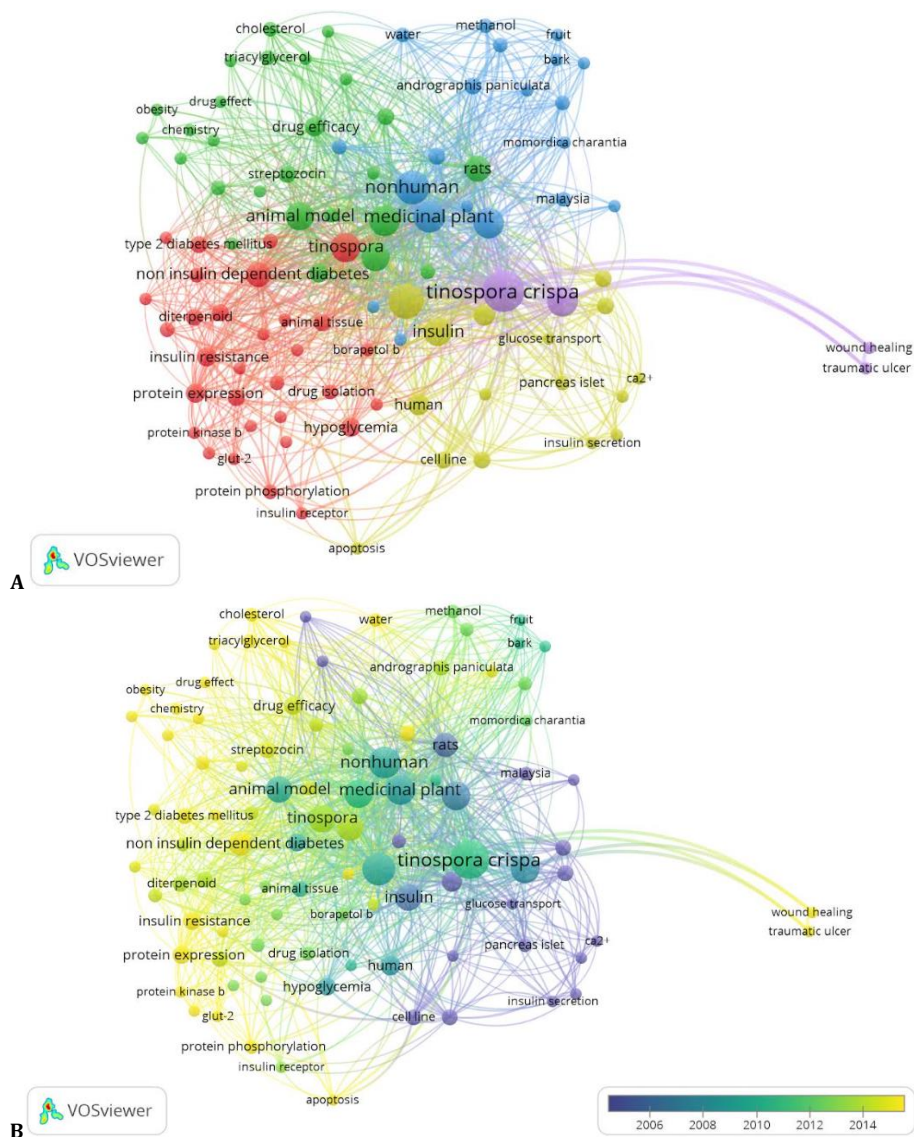 cholesterol
water
methanol
fruit
triacylglycerol
bark
andrographis paniculata
obesity
drug effect
chemistry
drug efficacy
momordica charantia
streptozocin
rats
nonhuman
malaysia
animal model
medicinal plant
type 2 diabetes mellitus
tinospora
non insulin dependent diabetes
tinospora crispa
diterpenoid
animal tissue
insulin
glucose transport
wound healing
insulin resistance
borapetol b
traumatic ulcer
pancreas islet
ca2+
protein expression
drug isolation
human
protein kinase b
hypoglycemia
insulin secretion
glut-2
cell line
protein phosphorylation
insulin receptor
apoptosis
A
VOSviewer
cholesterol
water
methanol
fruit
triacylglycerol
bark
andrographis paniculata
obesity
drug effect
chemistry
drug efficacy
momordica charantia
streptozocin
rats
nonhuman
malaysia
animal model
medicinal plant
type 2 diabetes mellitus
tinospora
non insulin dependent diabetes
tinospora crispa
diterpenoid
animal tissue
insulin
glucose transport
wound healing
insulin resistance
borapetol b
traumatic ulcer
pancreas islet
ca2+
protein expression
drug isolation
human
protein kinase b
hypoglycemia
insulin secretion
glut-2
cell line
protein phosphorylation
insulin receptor
apoptosis
B
VOSviewer
2006 2008 2010 2012 2014